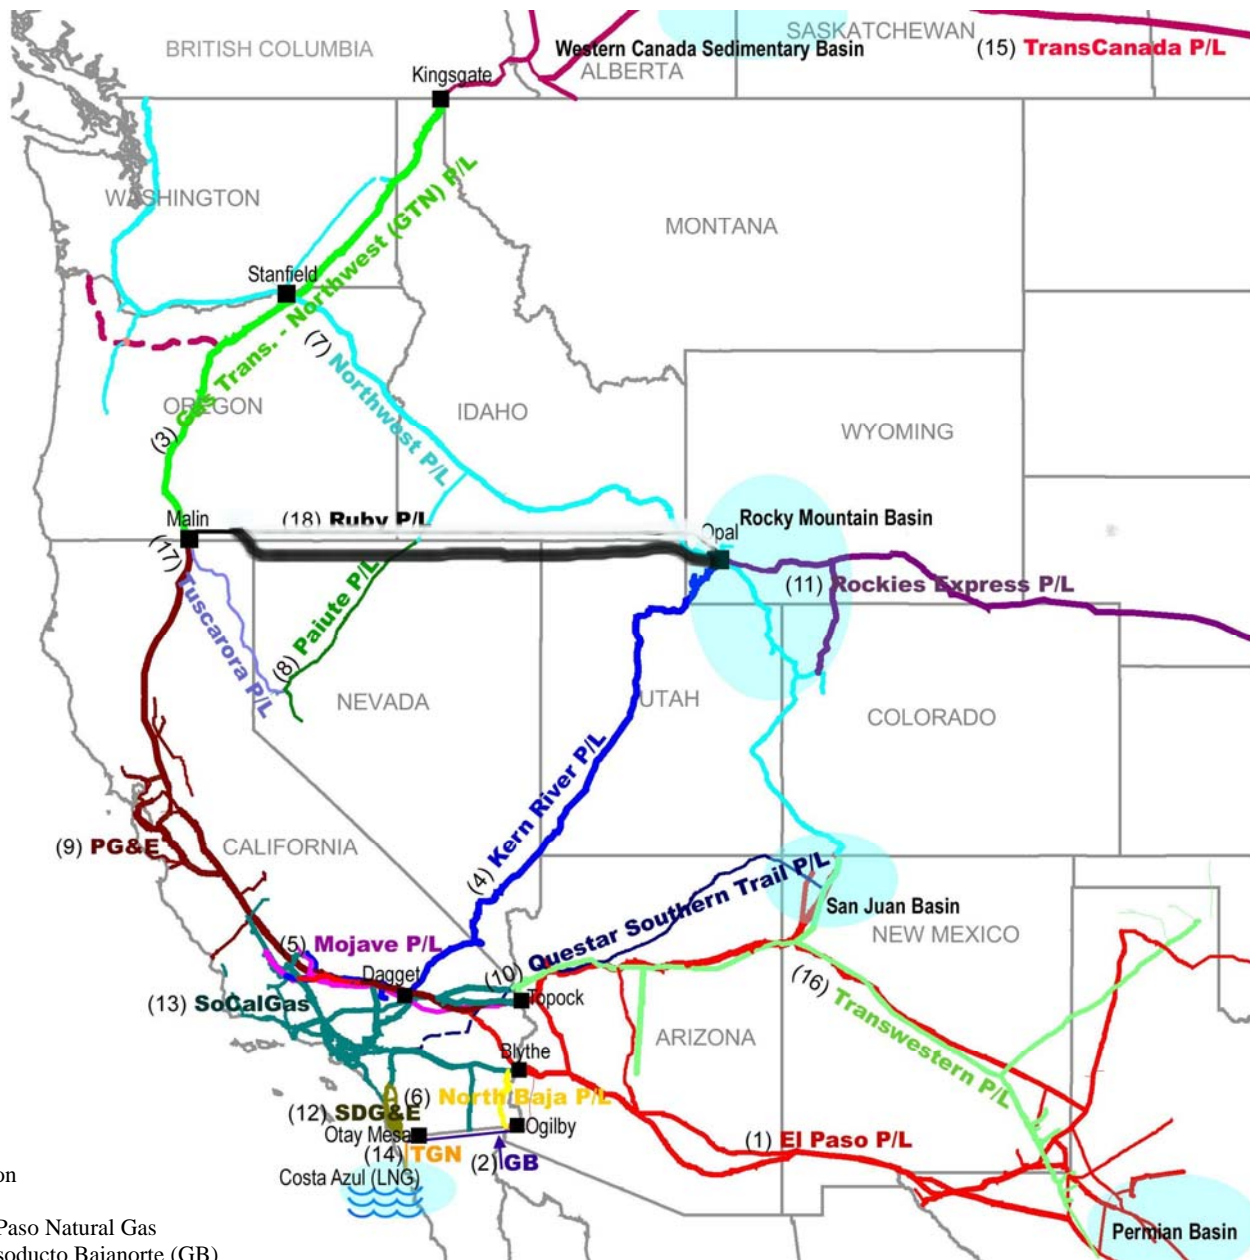 BRITISH COLUMBIA
SASKATCHEWAN
Western Canada Sedimentary Basin
(15) TransCanada P/L
ALBERTA
Kingsgate
WASHINGTON
MONTANA
Stanfield
(3) Gas Trans. - Northwest (GTN) P/L
(7) Northwest P/L
OREGON
IDAHO
WYOMING
Malin
(18) Ruby P/L
Opal
Rocky Mountain Basin
(17) Tuscarora P/L
(8) Paiute P/L
(11) Rockies Express P/L
NEVADA
UTAH
COLORADO
(4) Kern River P/L
(9) PG&E
CALIFORNIA
(10) Questar Southern Trail P/L
San Juan Basin
NEW MEXICO
(5) Mojave P/L
Dagget
(13) SoCalGas
Topock
(16) Transwestern P/L
ARIZONA
Blythe
(6) North Baja P/L
(12) SDG&E
Otay Mesa
Ogilby
(1) El Paso P/L
(14) TGN
(2) GB
Costa Azul (LNG)
Permian Basin
on
Paso Natural Gas
soducto Bajanorte (GB)